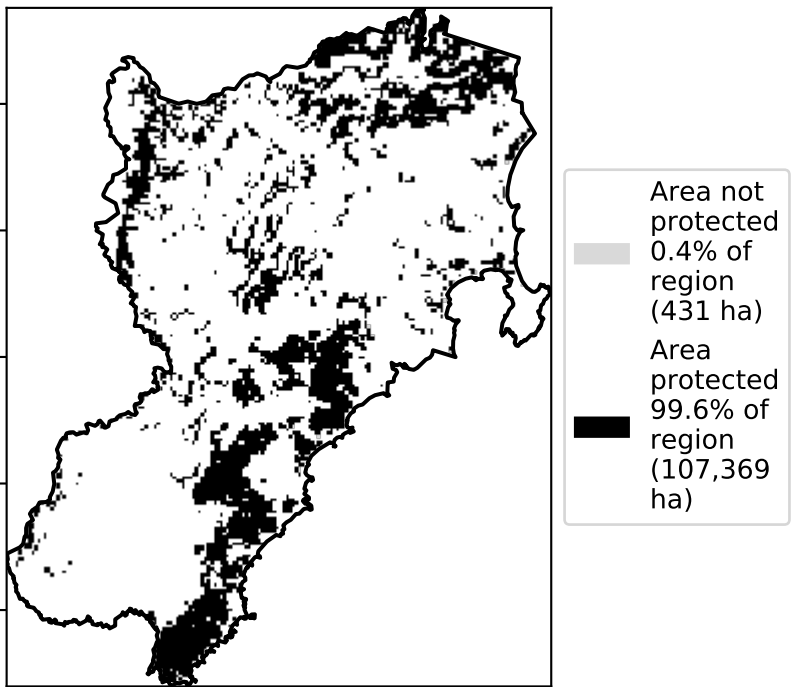 Area not
protected
0.4% of
region
(431 ha)
Area
protected
99.6% of
region
(107,369
ha)